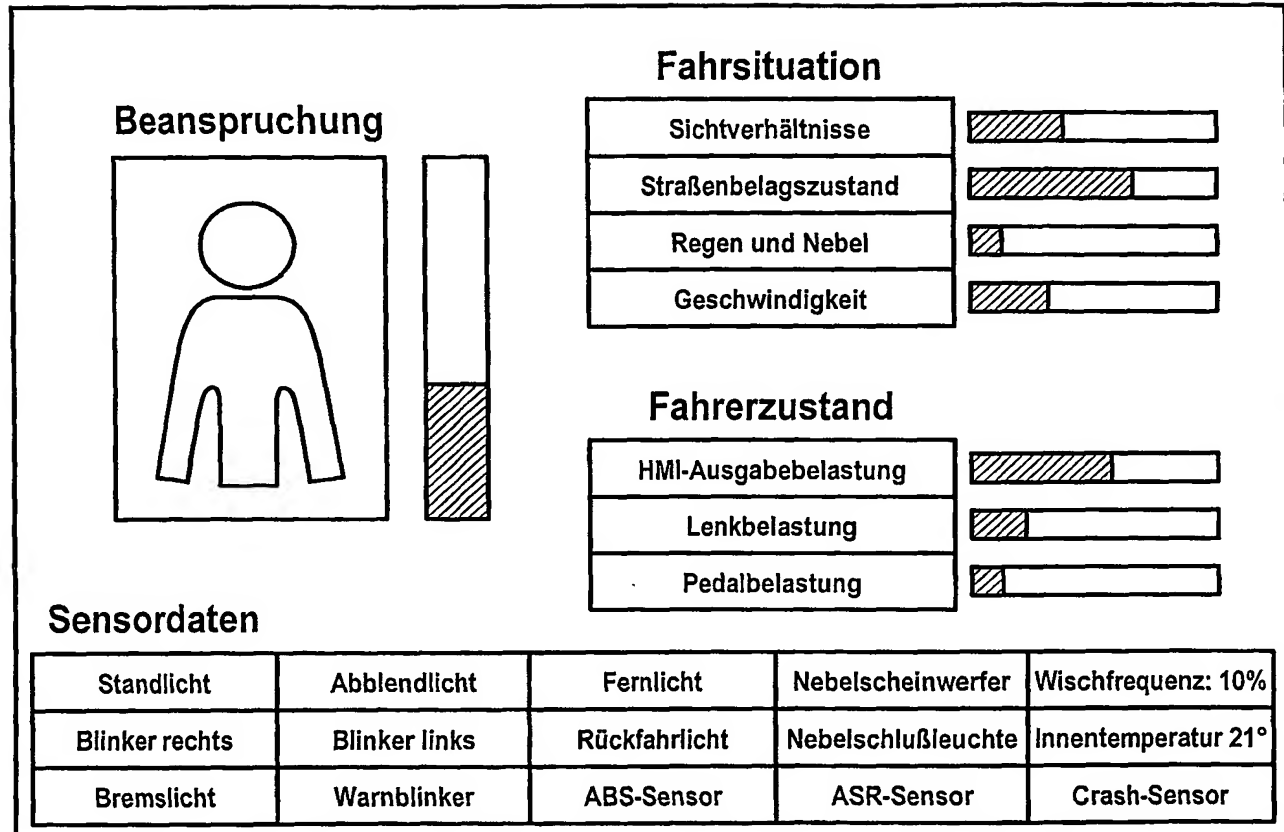 Beanspruchung
Fahrsituation
Sichtverhältnisse
Straßenbelagszustand
Regen und Nebel
Geschwindigkeit
Fahrerzustand
HMI-Ausgabebelastung
Lenkbelastung
Pedalbelastung
Sensordaten
Standlicht Abblendlicht Fernlicht Nebelscheinwerfer Wischfrequenz: 10%
Blinker rechts Blinker links Rückfahrlicht Nebelschlußleuchte Innentemperatur 21°
Bremslicht Warnblinker ABS-Sensor ASR-Sensor Crash-Sensor